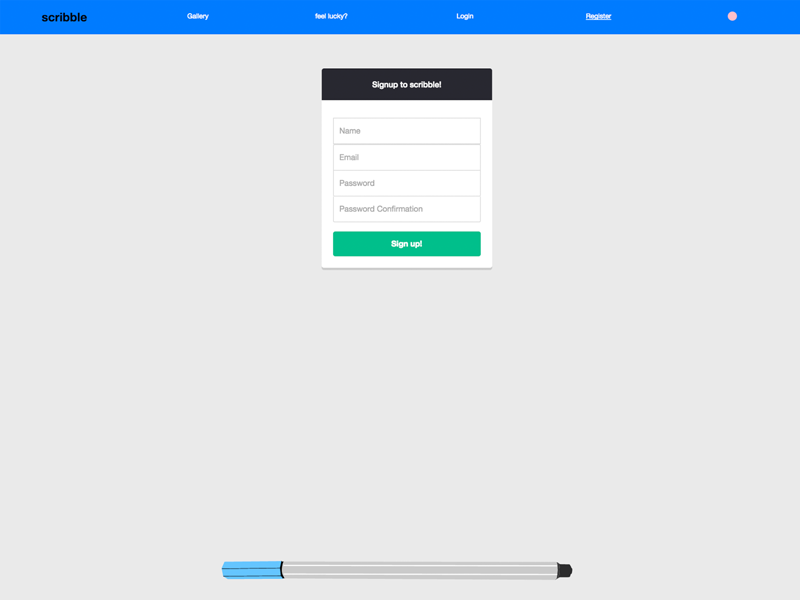 scribble
Gallery
feel lucky?
Login
Register
Signup to scribble!
Name
Email
Password
Password Confirmation
Sign up!